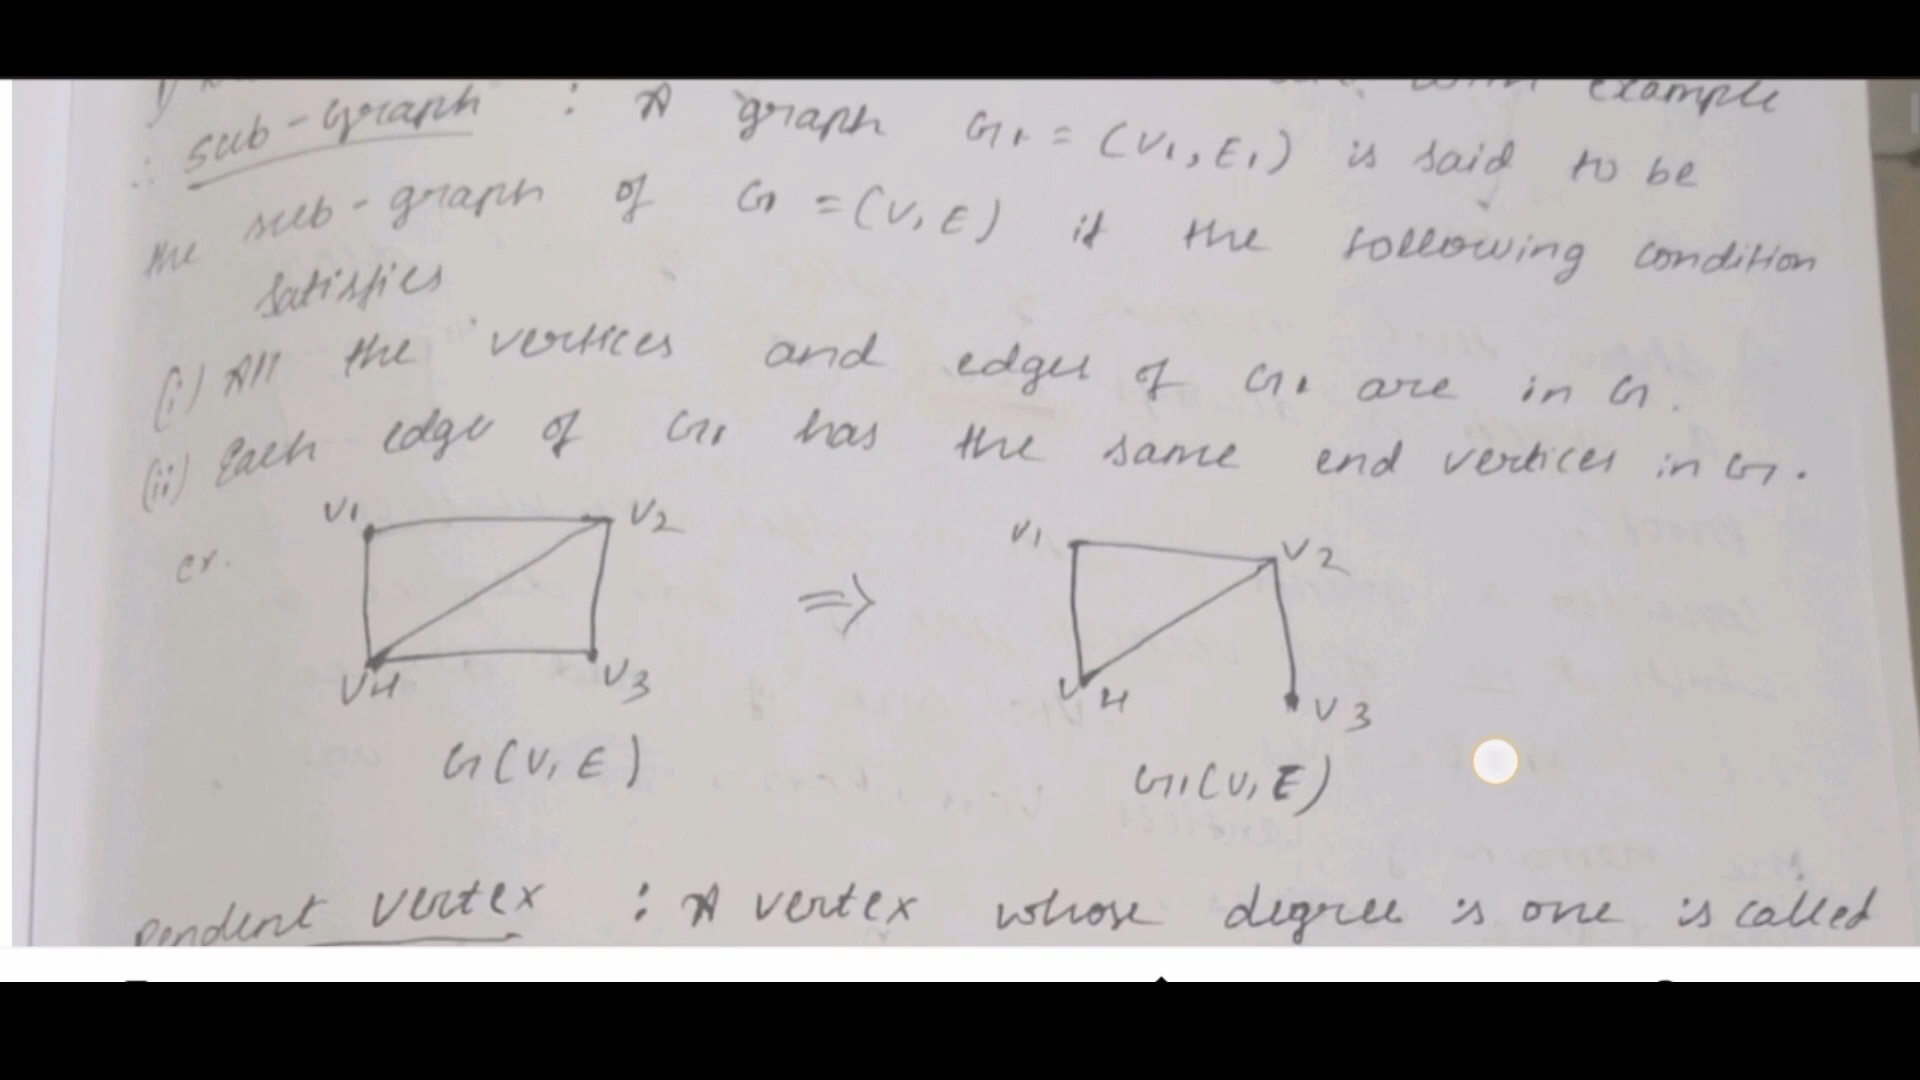 with example
Sub-Graph : A graph G1 = (V1, E1) is said to be
the sub-graph of G = (V, E) if the following condition
satisfies
(i) All the vertices and edges of G1 are in G.
(ii) Each edge of G1 has the same end vertices in G.
ex.
V1 V2
V4 V3
G(V, E)
⇒
V1 V2
V4 V3
G1(V, E)
Pendent vertex : A vertex whose degree is one is called